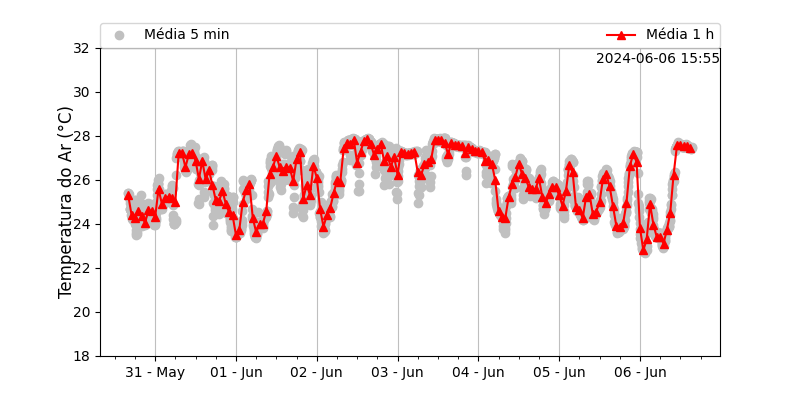 Média 5 min
Média 1 h
2024-06-06 15:55
Temperatura do Ar (°C)
32
30
28
26
24
22
20
18
31 - May
01 - Jun
02 - Jun
03 - Jun
04 - Jun
05 - Jun
06 - Jun